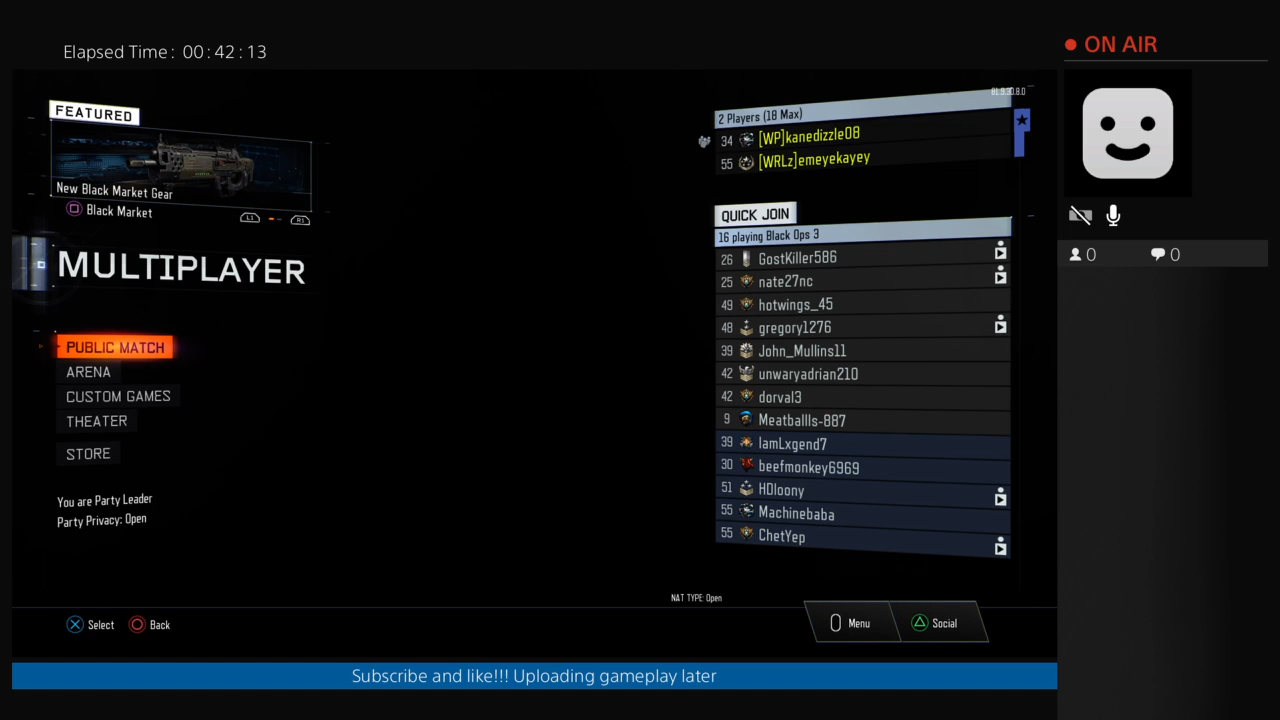 Elapsed Time: 00:42:13
ON AIR
FEATURED
New Black Market Gear
Black Market
L1
R1
MULTIPLAYER
PUBLIC MATCH
ARENA
CUSTOM GAMES
THEATER
STORE
You are Party Leader
Party Privacy: Open
2 Players (18 Max)
34 [WP]kanedizzle08
55 [WRLz]emeyekayey
QUICK JOIN
16 playing Black Ops 3
26 GostKiller586
25 nate27nc
49 hotwings_45
48 gregory1276
39 John_Mullins11
42 unwaryadrian210
42 dorval3
9 Meatballls-887
39 IamLxgend7
30 beefmonkey6969
51 HDloony
55 Machinebaba
55 ChetYep
0
0
NAT TYPE: Open
Select
Back
Menu
Social
Subscribe and like!!! Uploading gameplay later